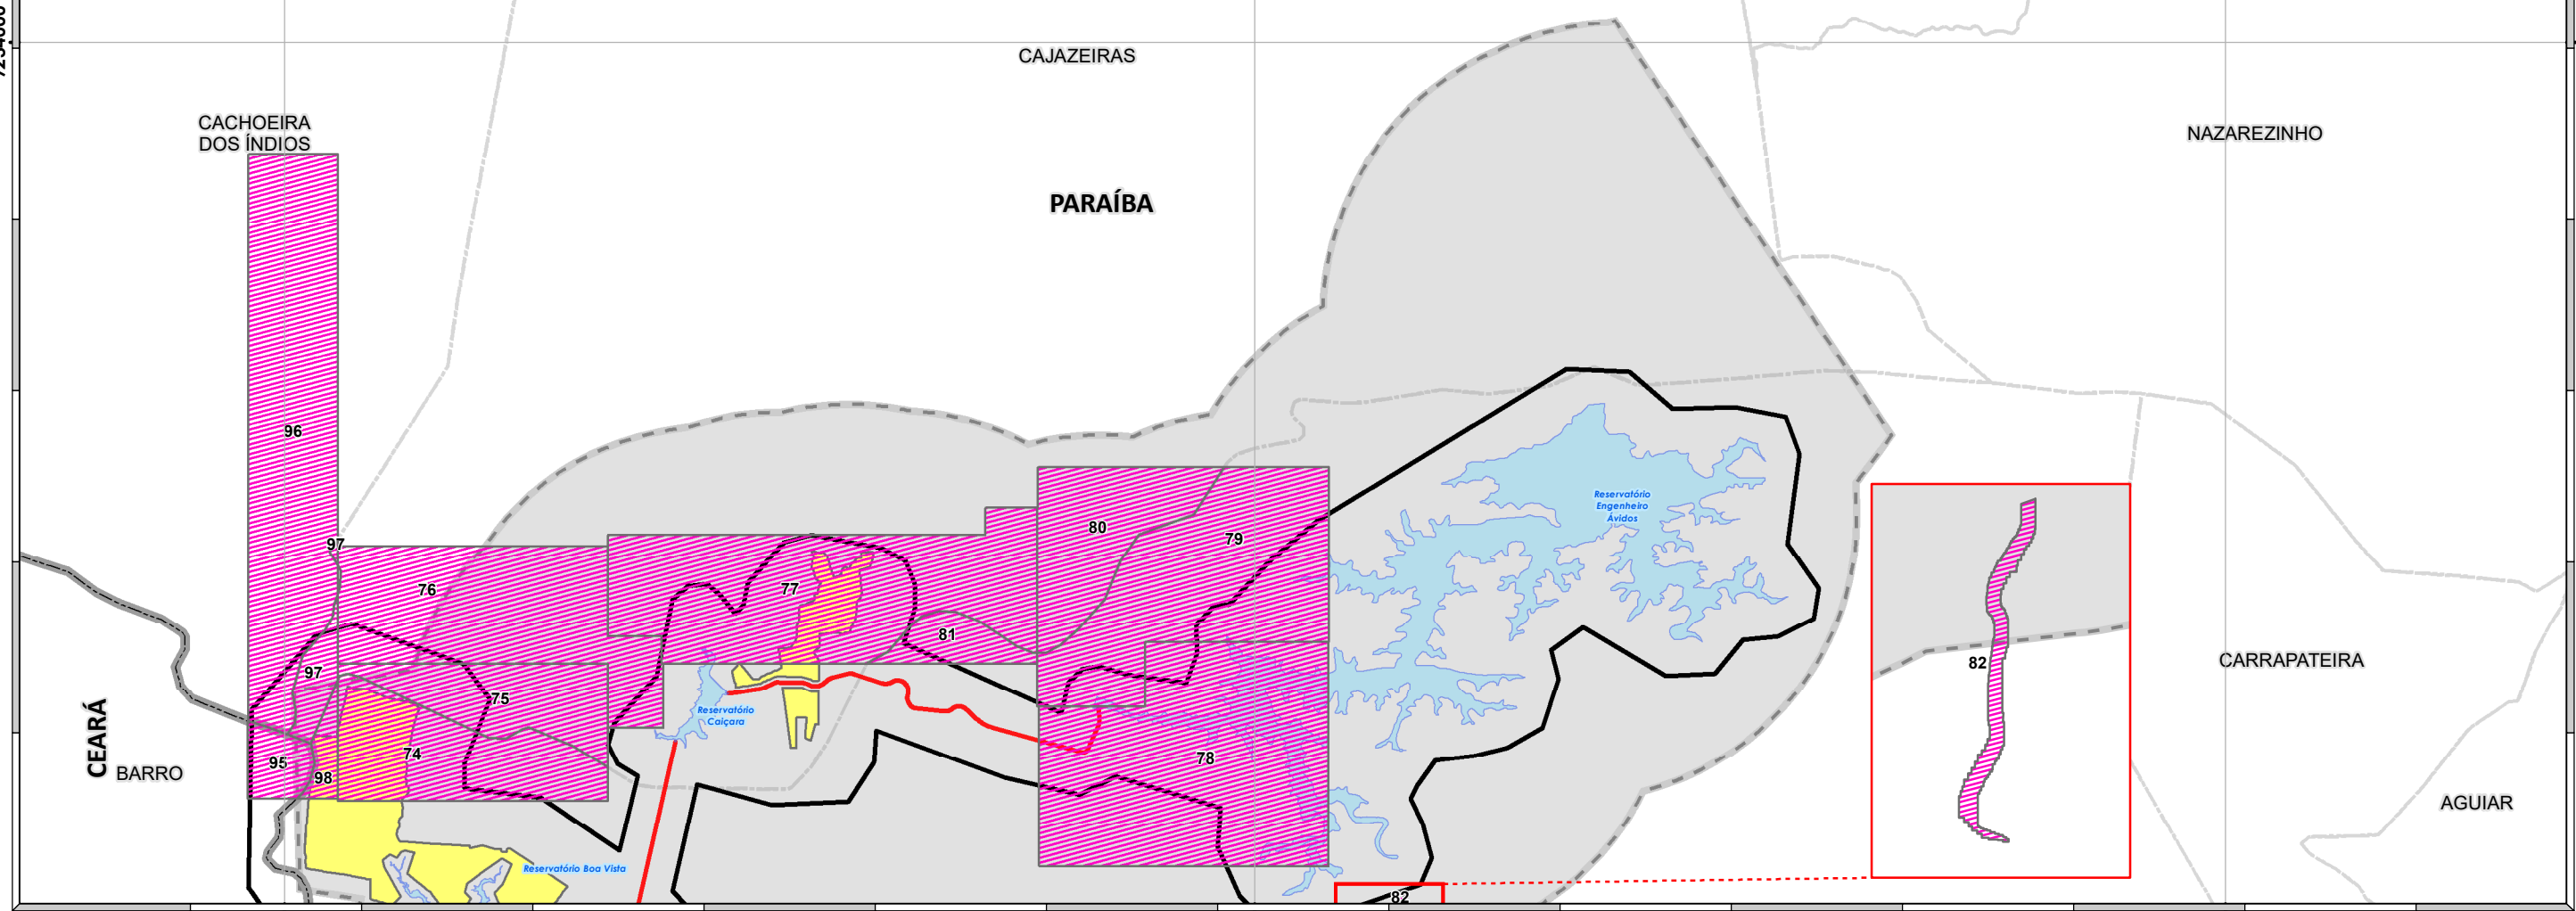 CAJAZEIRAS
CACHOEIRA
DOS ÍNDIOS
NAZAREZINHO
PARAÍBA
96
Reservatório
Engenheiro
Ávidos
80
79
97
76
77
81
82
CARRAPATEIRA
97
75
Reservatório
Caiçara
CEARÁ
BARRO
74
95
98
78
AGUIAR
Reservatório Boa Vista
82